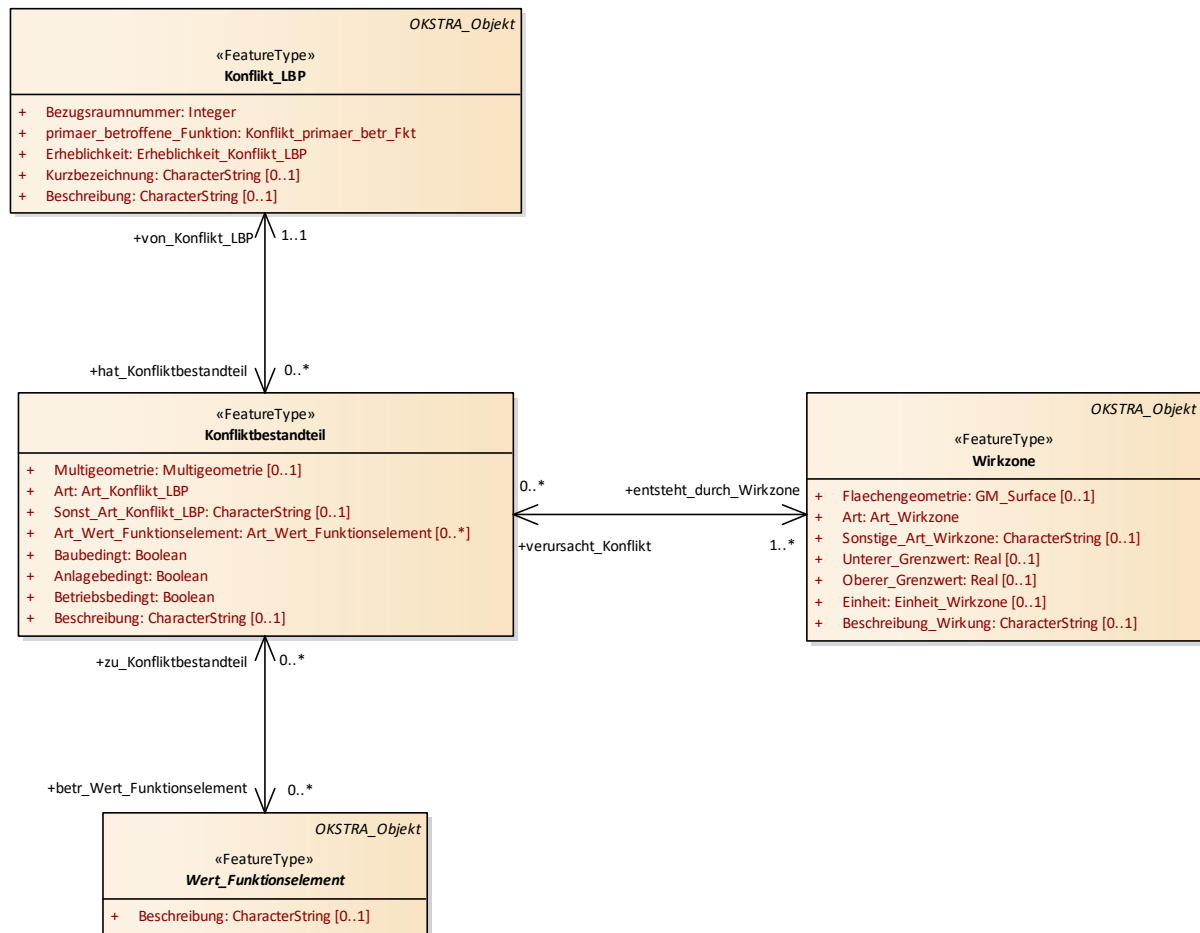 OKSTRA_Objekt
«FeatureType»
Konflikt_LBP
+ Bezugsraumnummer: Integer
+ primaer_betroffene_Funktion: Konflikt_primaer_betr_Fkt
+ Erheblichkeit: Erheblichkeit_Konflikt_LBP
+ Kurzbezeichnung: CharacterString [0..1]
+ Beschreibung: CharacterString [0..1]
+von_Konflikt_LBP 1..1
+hat_Konfliktbestandteil 0..*
«FeatureType»
Konfliktbestandteil
+ Multigeometrie: Multigeometrie [0..1]
+ Art: Art_Konflikt_LBP
+ Sonst_Art_Konflikt_LBP: CharacterString [0..1]
+ Art_Wert_Funktionselement: Art_Wert_Funktionselement [0..*]
+ Baubedingt: Boolean
+ Anlagebedingt: Boolean
+ Betriebsbedingt: Boolean
+ Beschreibung: CharacterString [0..1]
0..* +entsteht_durch_Wirkzone
+verursacht_Konflikt 1..*
OKSTRA_Objekt
«FeatureType»
Wirkzone
+ Flaechengeometrie: GM_Surface [0..1]
+ Art: Art_Wirkzone
+ Sonstige_Art_Wirkzone: CharacterString [0..1]
+ Unterer_Grenzwert: Real [0..1]
+ Oberer_Grenzwert: Real [0..1]
+ Einheit: Einheit_Wirkzone [0..1]
+ Beschreibung_Wirkung: CharacterString [0..1]
+zu_Konfliktbestandteil 0..*
+betr_Wert_Funktionselement 0..*
OKSTRA_Objekt
«FeatureType»
Wert_Funktionselement
+ Beschreibung: CharacterString [0..1]